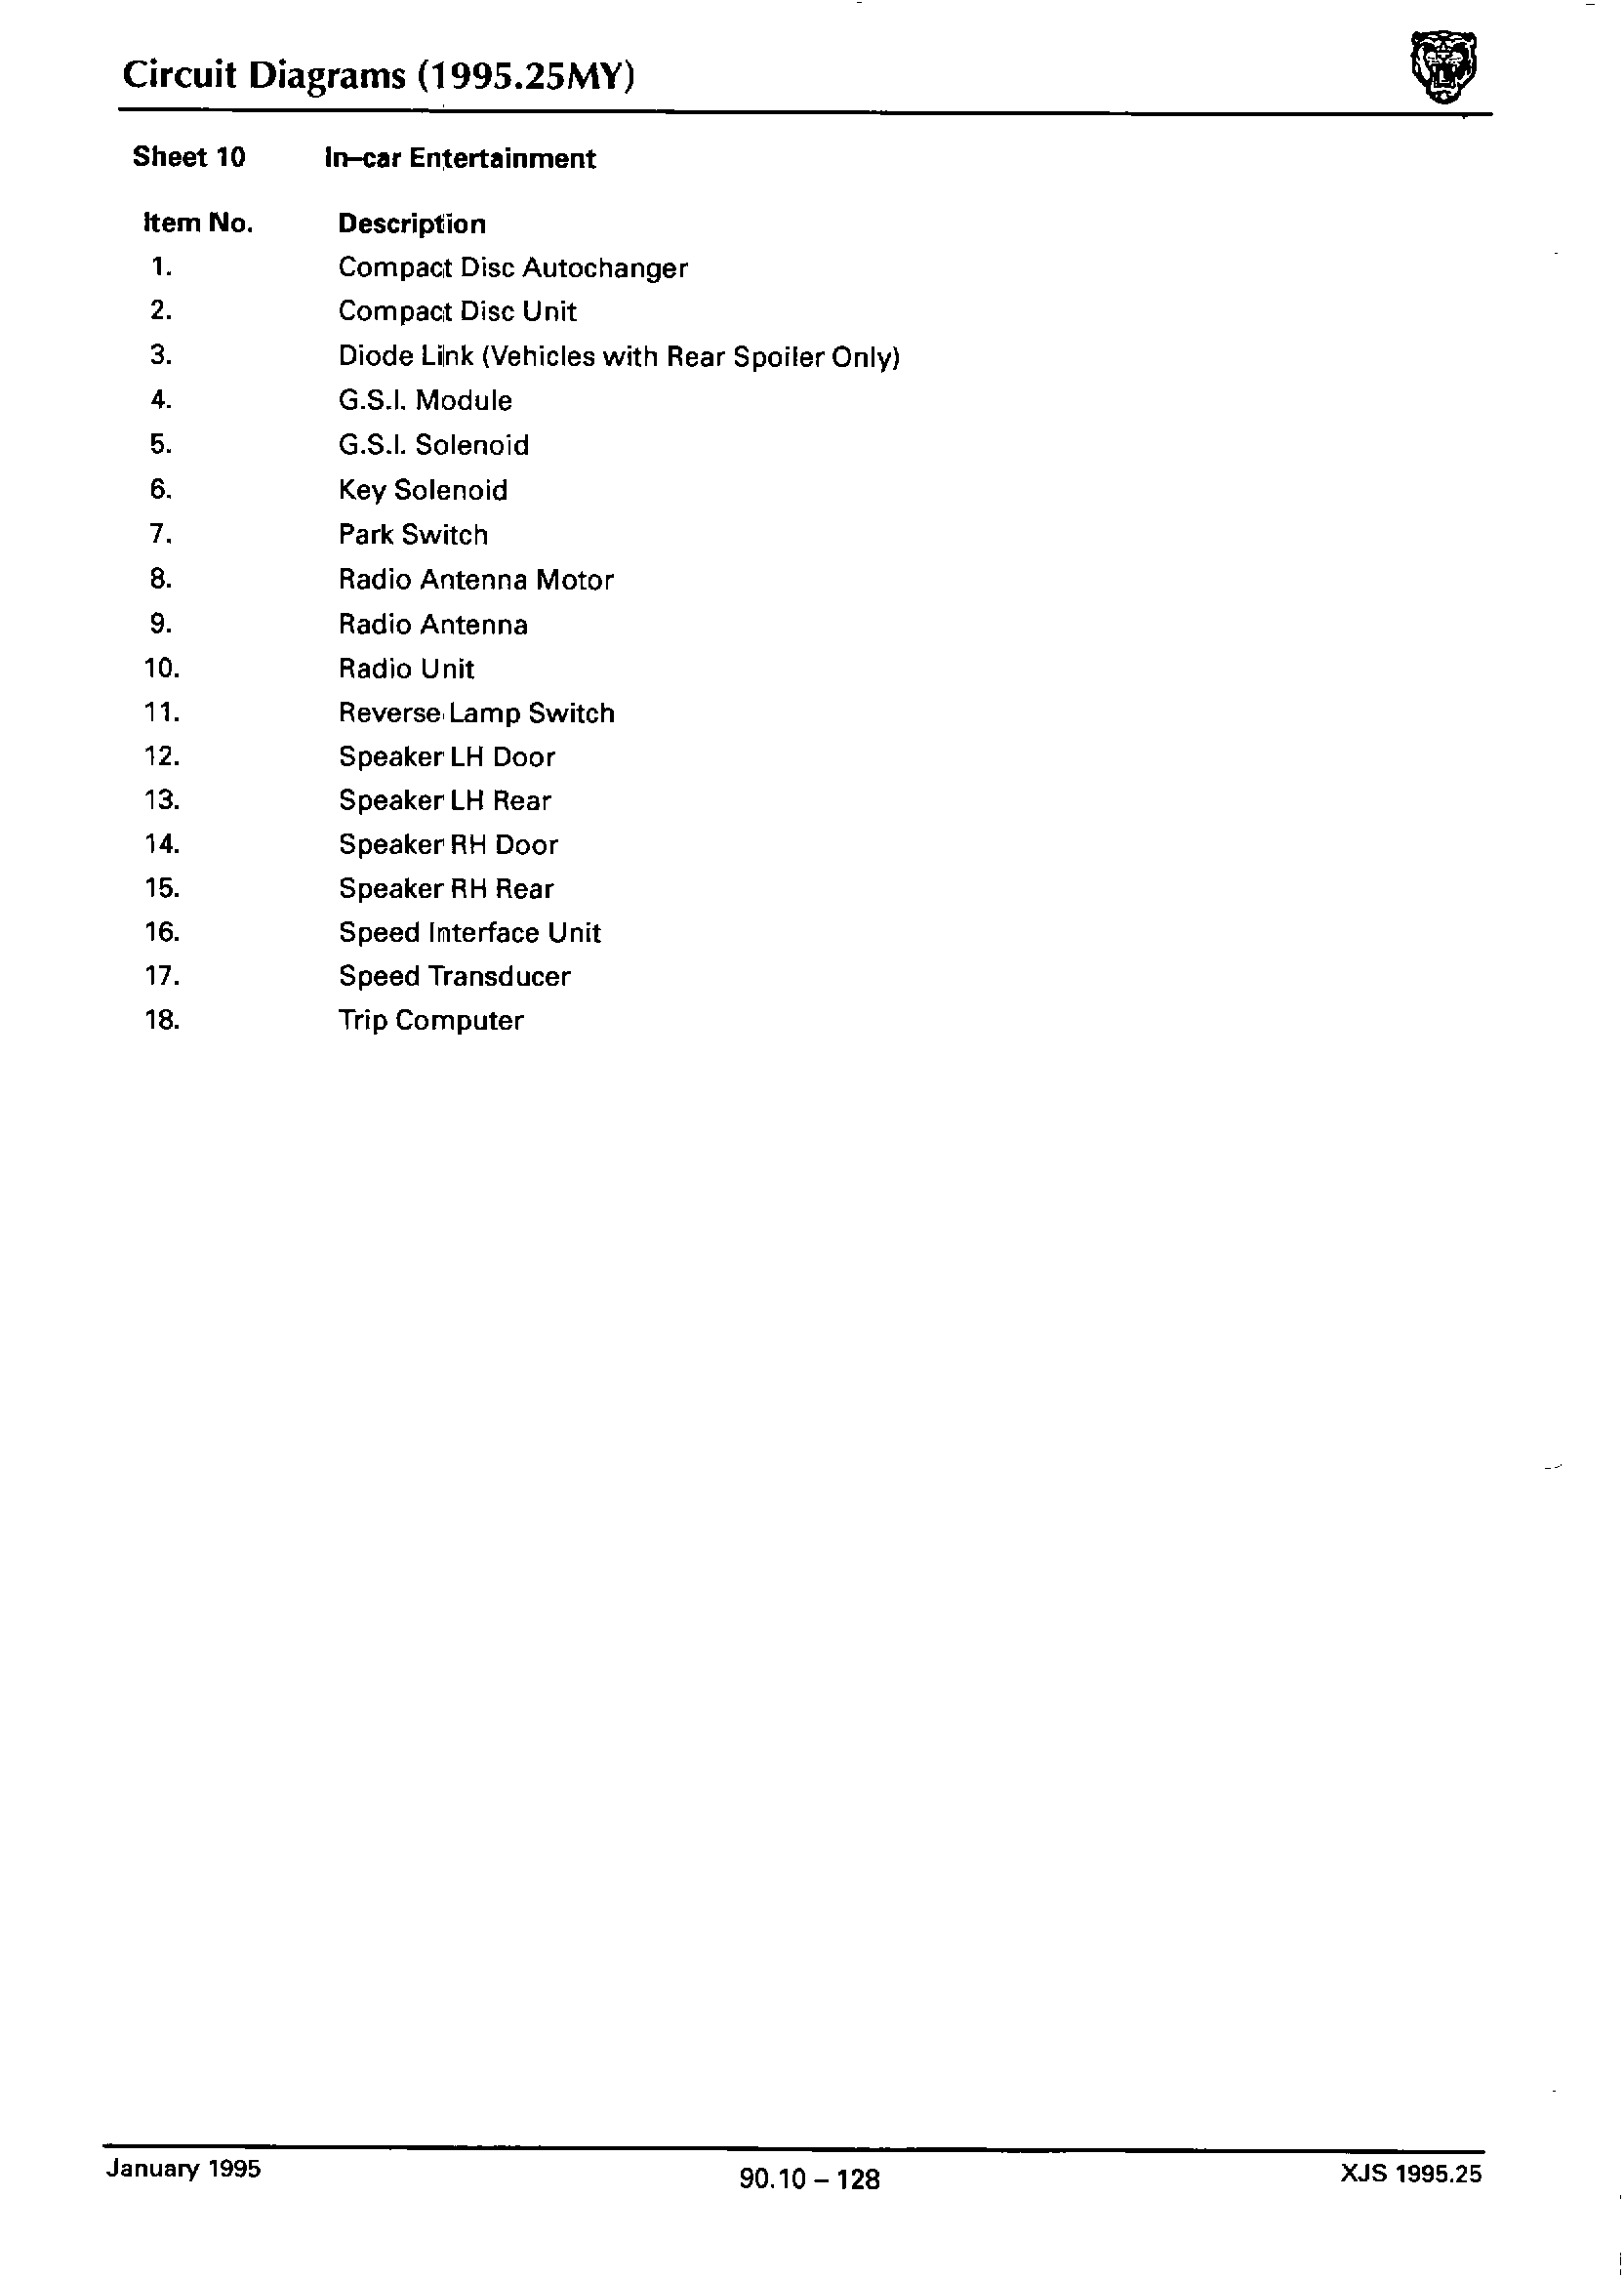 Circuit Diagrams (1995.25MY)
Sheet 10 In-car Entertainment
Item No. Description
1. Compact Disc Autochanger
2. Compact Disc Unit
3. Diode Link (Vehicles with Rear Spoiler Only)
4. G.S.I. Module
5. G.S.I. Solenoid
6. Key Solenoid
7. Park Switch
8. Radio Antenna Motor
9. Radio Antenna
10. Radio Unit
11. Reverse Lamp Switch
12. Speaker LH Door
13. Speaker LH Rear
14. Speaker RH Door
15. Speaker RH Rear
16. Speed Interface Unit
17. Speed Transducer
18. Trip Computer
January 1995 90.10 – 128 XJS 1995.25